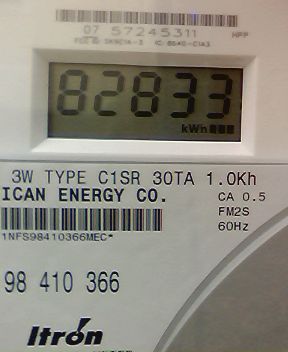 07 57245311 HPP
82833
kWh
3W TYPE C1SR 30TA 1.0Kh
ICAN ENERGY CO. CA 0.5
FM2S
60Hz
1NFS98410366MEC*
98 410 366
Itron